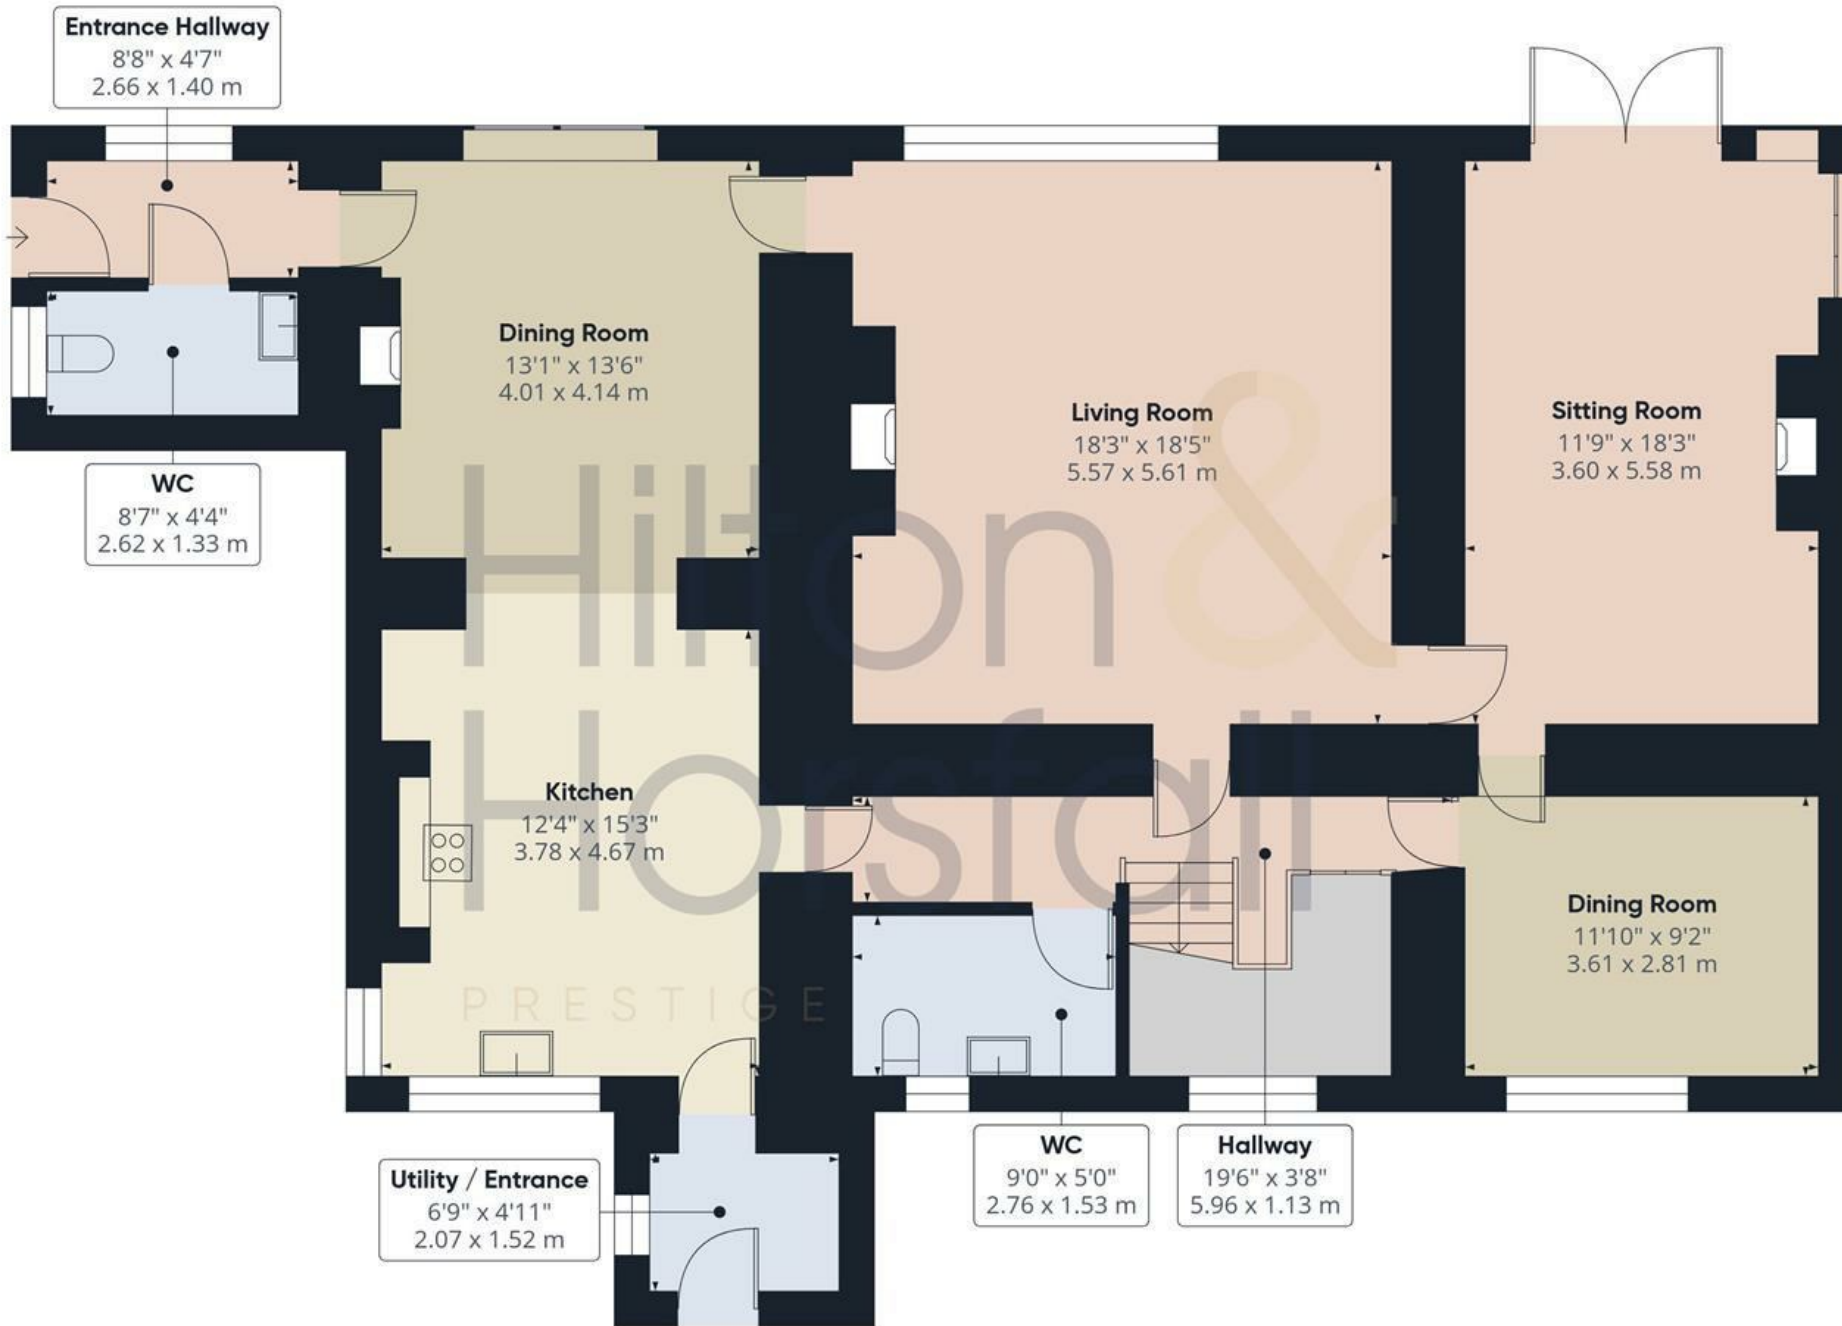 Entrance Hallway
8'8" x 4'7"
2.66 x 1.40 m
Dining Room
13'1" x 13'6"
4.01 x 4.14 m
Living Room
18'3" x 18'5"
5.57 x 5.61 m
Sitting Room
11'9" x 18'3"
3.60 x 5.58 m
WC
8'7" x 4'4"
2.62 x 1.33 m
Hilton &
Horsfall
PRESTIGE
Kitchen
12'4" x 15'3"
3.78 x 4.67 m
Dining Room
11'10" x 9'2"
3.61 x 2.81 m
Utility / Entrance
6'9" x 4'11"
2.07 x 1.52 m
WC
9'0" x 5'0"
2.76 x 1.53 m
Hallway
19'6" x 3'8"
5.96 x 1.13 m